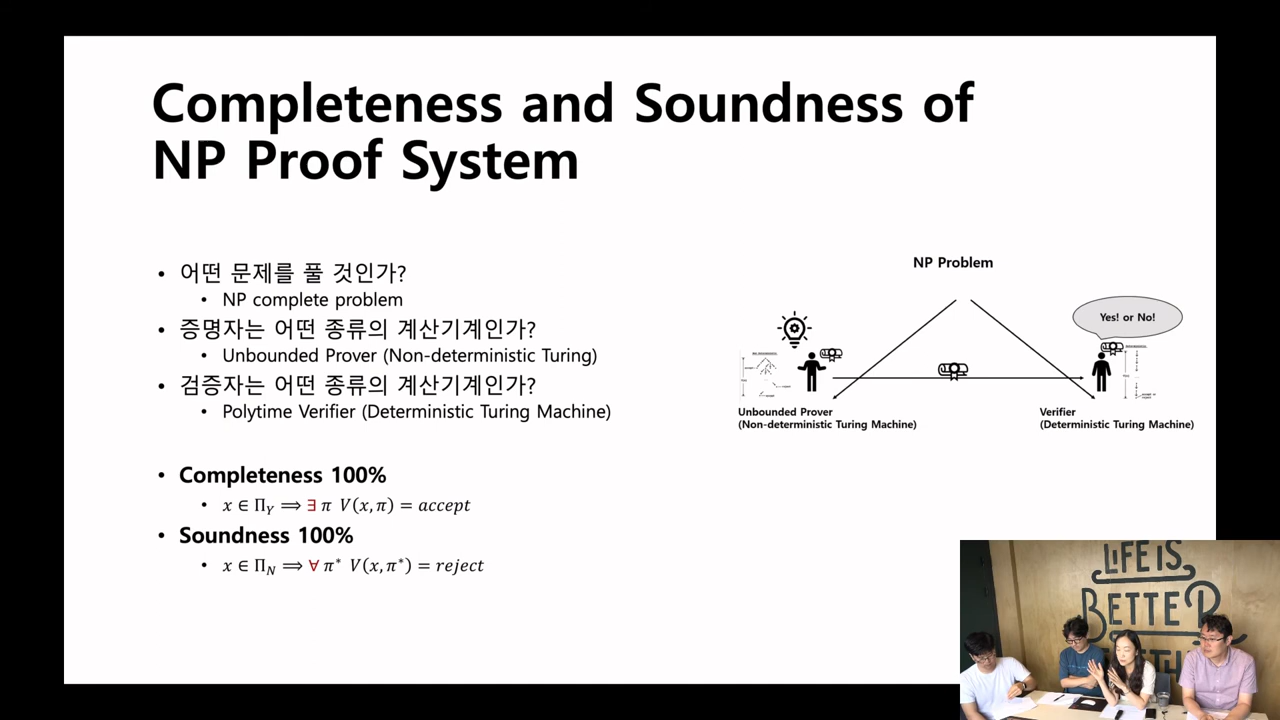 Completeness and Soundness of
NP Proof System
• 어떤 문제를 풀 것인가?
• NP complete problem
• 증명자는 어떤 종류의 계산기계인가?
• Unbounded Prover (Non-deterministic Turing)
• 검증자는 어떤 종류의 계산기계인가?
• Polytime Verifier (Deterministic Turing Machine)
• Completeness 100%
• x ∈ Π_Y ⟹ ∃ π V(x, π) = accept
• Soundness 100%
• x ∈ Π_N ⟹ ∀ π* V(x, π*) = reject
NP Problem
Yes! or No!
Unbounded Prover
(Non-deterministic Turing Machine)
Verifier
(Deterministic Turing Machine)
LIFE IS
BETTER